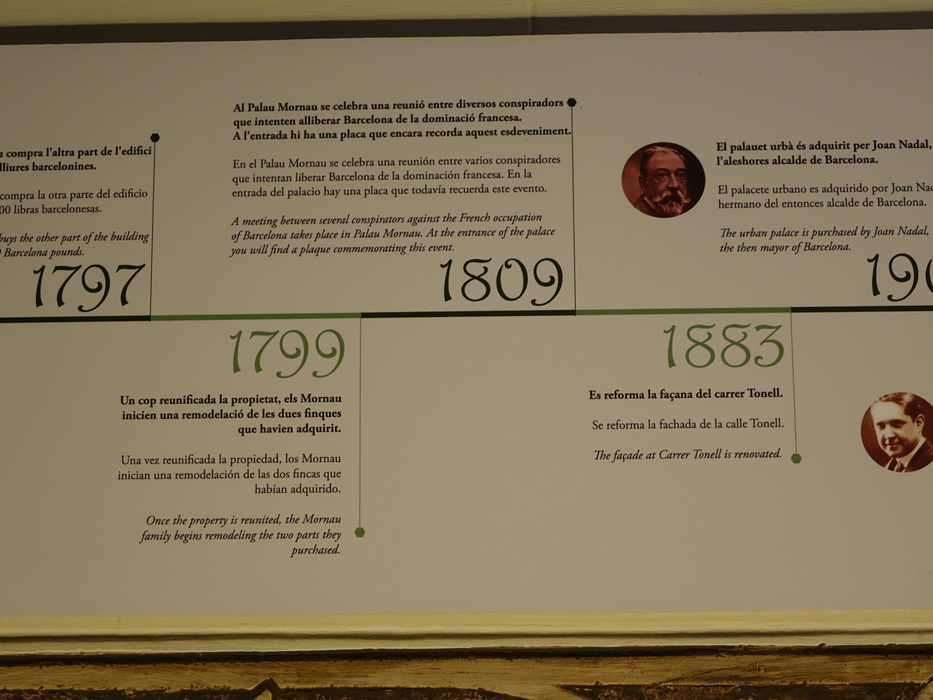 compra l'altra part de l'edifici
lliures barcelonines.
compra la otra parte del edificio
00 libras barcelonesas.
buys the other part of the building
Barcelona pounds.
1797
Al Palau Mornau se celebra una reunió entre diversos conspiradors
que intenten alliberar Barcelona de la dominació francesa.
A l'entrada hi ha una placa que encara recorda aquest esdeveniment.
En el Palau Mornau se celebra una reunión entre varios conspiradores
que intentan liberar Barcelona de la dominación francesa. En la
entrada del palacio hay una placa que todavía recuerda este evento.
A meeting between several conspirators against the French occupation
of Barcelona takes place in Palau Mornau. At the entrance of the palace
you will find a plaque commemorating this event.
1809
El palauet urbà és adquirit per Joan Nadal,
l'aleshores alcalde de Barcelona.
El palacete urbano es adquirido por Joan Na
hermano del entonces alcalde de Barcelona.
The urban palace is purchased by Joan Nadal,
the then mayor of Barcelona.
190
1799
Un cop reunificada la propietat, els Mornau
inicien una remodelació de les dues finques
que havien adquirit.
Una vez reunificada la propiedad, los Mornau
inician una remodelación de las dos fincas que
habían adquirido.
Once the property is reunited, the Mornau
family begins remodeling the two parts they
purchased.
1883
Es reforma la façana del carrer Tonell.
Se reforma la fachada de la calle Tonell.
The façade at Carrer Tonell is renovated.